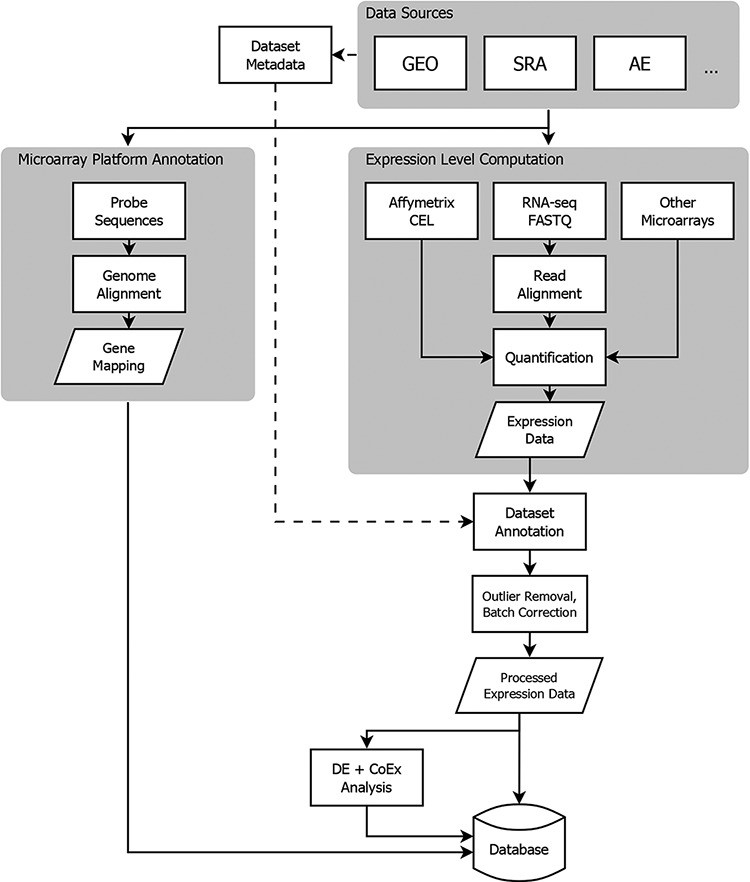 Data Sources
Dataset
Metadata
GEO
SRA
AE
...
Microarray Platform Annotation
Probe
Sequences
Genome
Alignment
Gene
Mapping
Expression Level Computation
Affymetrix
CEL
RNA-seq
FASTQ
Other
Microarrays
Read
Alignment
Quantification
Expression
Data
Dataset
Annotation
Outlier Removal,
Batch Correction
Processed
Expression Data
DE + CoEx
Analysis
Database